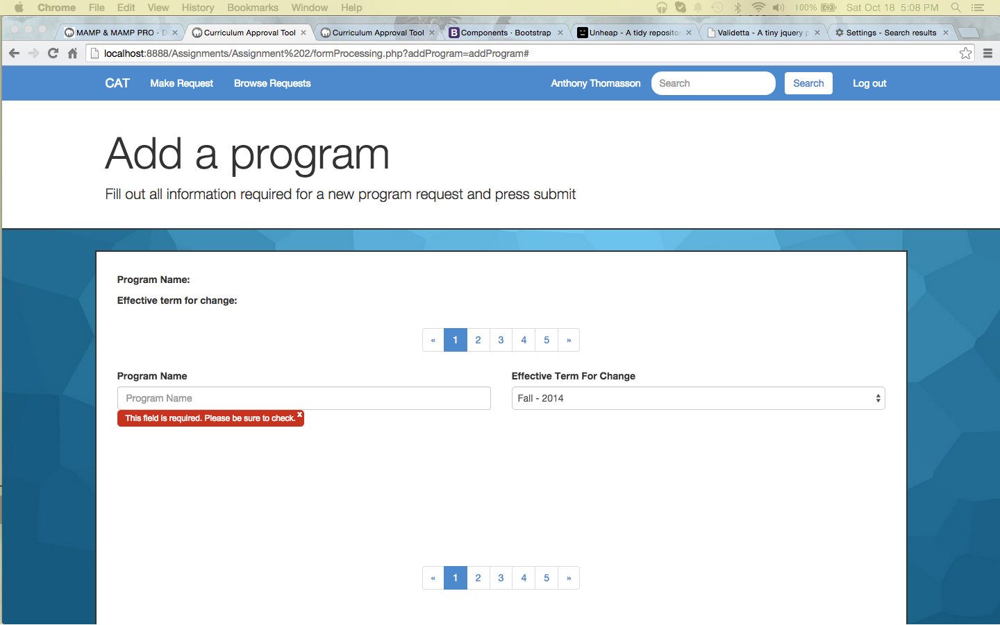 Chrome File Edit View History Bookmarks Window Help 100% Sat Oct 18 5:08 PM
MAMP & MAMP PRO - D × Curriculum Approval Tool × Curriculum Approval Tool × B Components · Bootstrap × Unheap - A tidy repositor × Validetta - A tiny jquery p × Settings - Search results ×
localhost:8888/Assignments/Assignment%202/formProcessing.php?addProgram=addProgram#
CAT Make Request Browse Requests Anthony Thomasson Search Search Log out
Add a program
Fill out all information required for a new program request and press submit
Program Name:
Effective term for change:
« 1 2 3 4 5 »
Program Name Effective Term For Change
Program Name Fall - 2014
This field is required. Please be sure to check. x
« 1 2 3 4 5 »